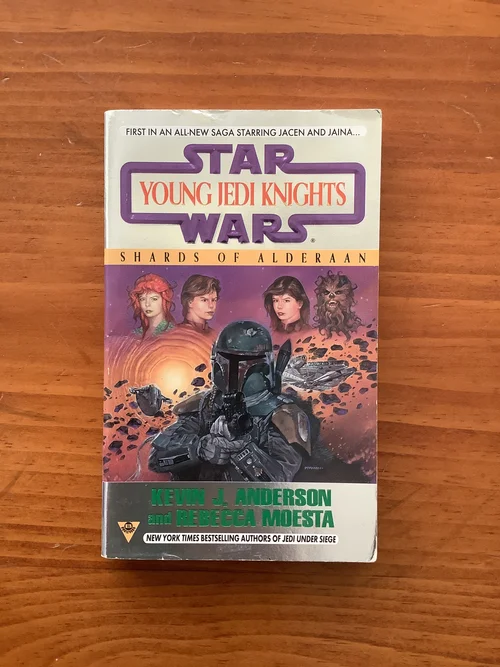 FIRST IN AN ALL-NEW SAGA STARRING JACEN AND JAINA...
STAR
YOUNG JEDI KNIGHTS
WARS®
SHARDS OF ALDERAAN
KEVIN J. ANDERSON
and REBECCA MOESTA
NEW YORK TIMES BESTSELLING AUTHORS OF JEDI UNDER SIEGE